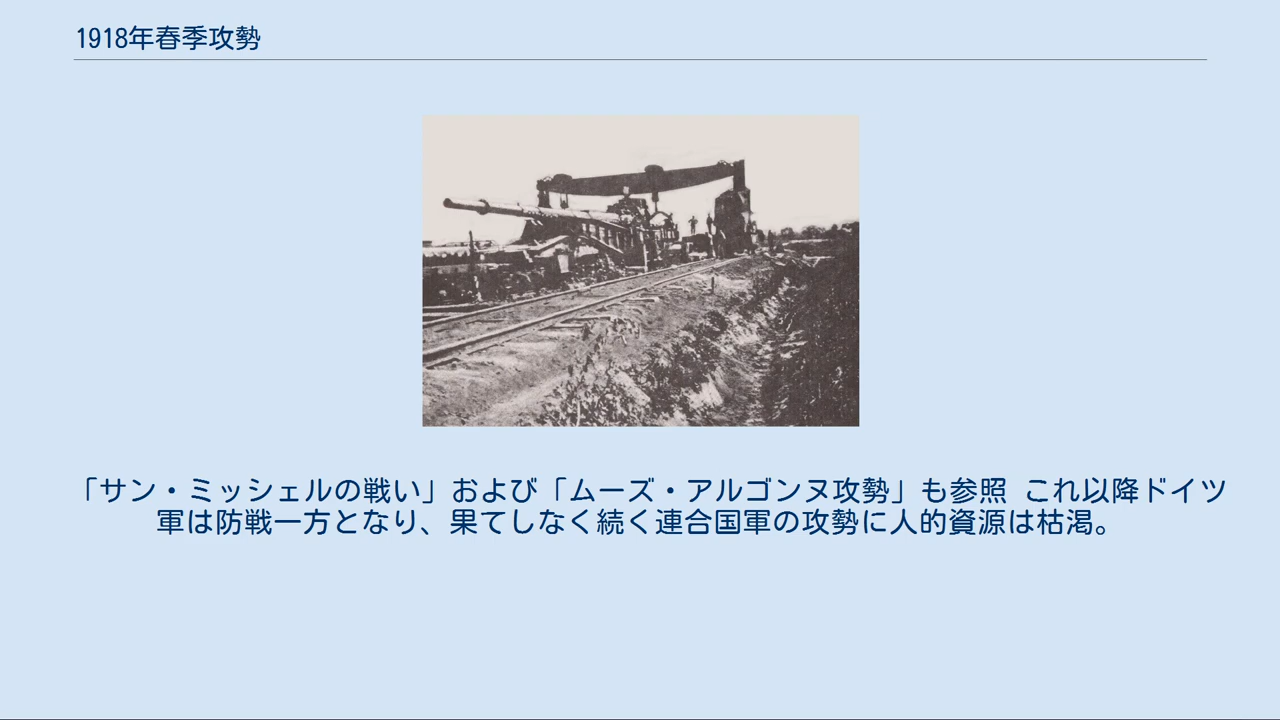 1918年春季攻勢
「サン・ミッシェルの戦い」および「ムーズ・アルゴンヌ攻勢」も参照 これ以降ドイツ
軍は防戦一方となり、果てしなく続く連合国軍の攻勢に人的資源は枯渇。